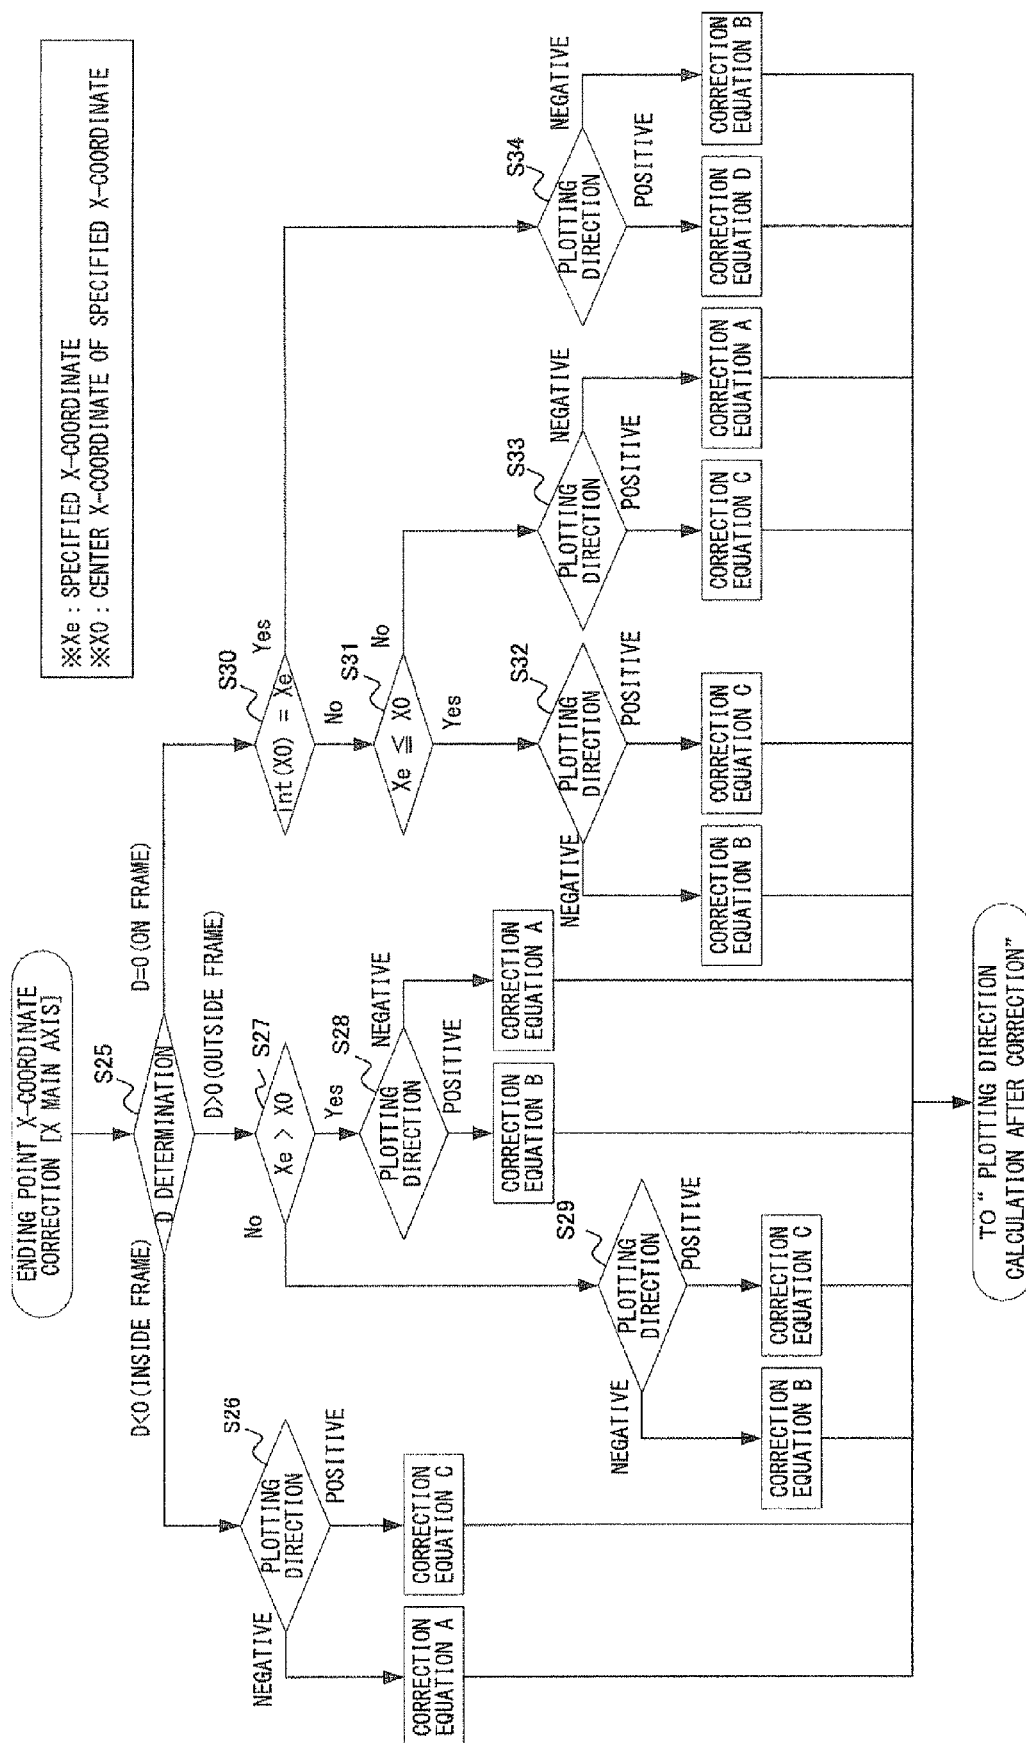 ※Xe : SPECIFIED X-COORDINATE
※X0 : CENTER X-COORDINATE OF SPECIFIED X-COORDINATE
ENDING POINT X-COORDINATE
CORRECTION [X MAIN AXIS]
S25
D DETERMINATION
D<0(INSIDE FRAME)
D>0(OUTSIDE FRAME)
D=0(ON FRAME)
S26
PLOTTING
DIRECTION
NEGATIVE
POSITIVE
CORRECTION
EQUATION A
CORRECTION
EQUATION C
S27
Xe > X0
No
Yes
S28
PLOTTING
DIRECTION
NEGATIVE
POSITIVE
CORRECTION
EQUATION B
CORRECTION
EQUATION A
S29
PLOTTING
DIRECTION
NEGATIVE
POSITIVE
CORRECTION
EQUATION B
CORRECTION
EQUATION C
S30
int(X0) = Xe
Yes
No
S31
Xe ≦ X0
No
Yes
S32
PLOTTING
DIRECTION
NEGATIVE
POSITIVE
CORRECTION
EQUATION B
CORRECTION
EQUATION C
S33
PLOTTING
DIRECTION
NEGATIVE
POSITIVE
CORRECTION
EQUATION C
CORRECTION
EQUATION A
S34
PLOTTING
DIRECTION
NEGATIVE
POSITIVE
CORRECTION
EQUATION D
CORRECTION
EQUATION B
TO “ PLOTTING DIRECTION
CALCULATION AFTER CORRECTION”